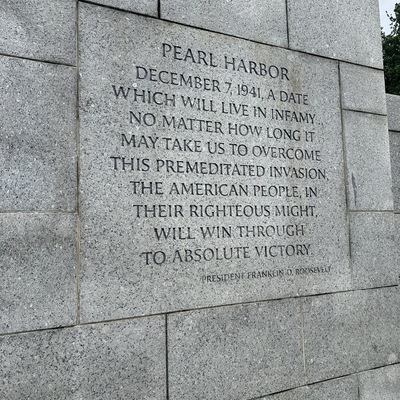 PEARL HARBOR
DECEMBER 7, 1941, A DATE
WHICH WILL LIVE IN INFAMY...
NO MATTER HOW LONG IT
MAY TAKE US TO OVERCOME
THIS PREMEDITATED INVASION,
THE AMERICAN PEOPLE, IN
THEIR RIGHTEOUS MIGHT,
WILL WIN THROUGH
TO ABSOLUTE VICTORY.
PRESIDENT FRANKLIN D. ROOSEVELT